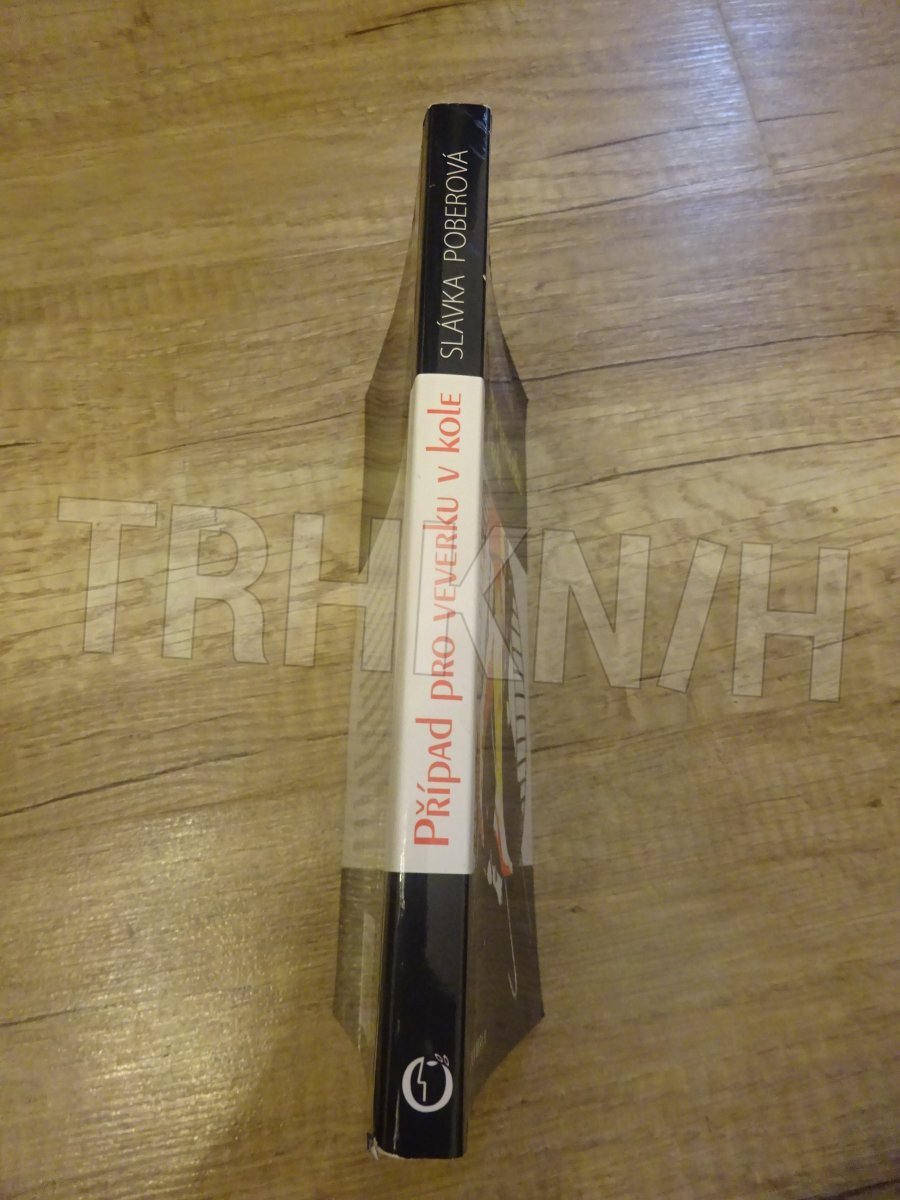 SLÁVKA POBEROVÁ
Případ pro veverku v kole
TRHKNIH